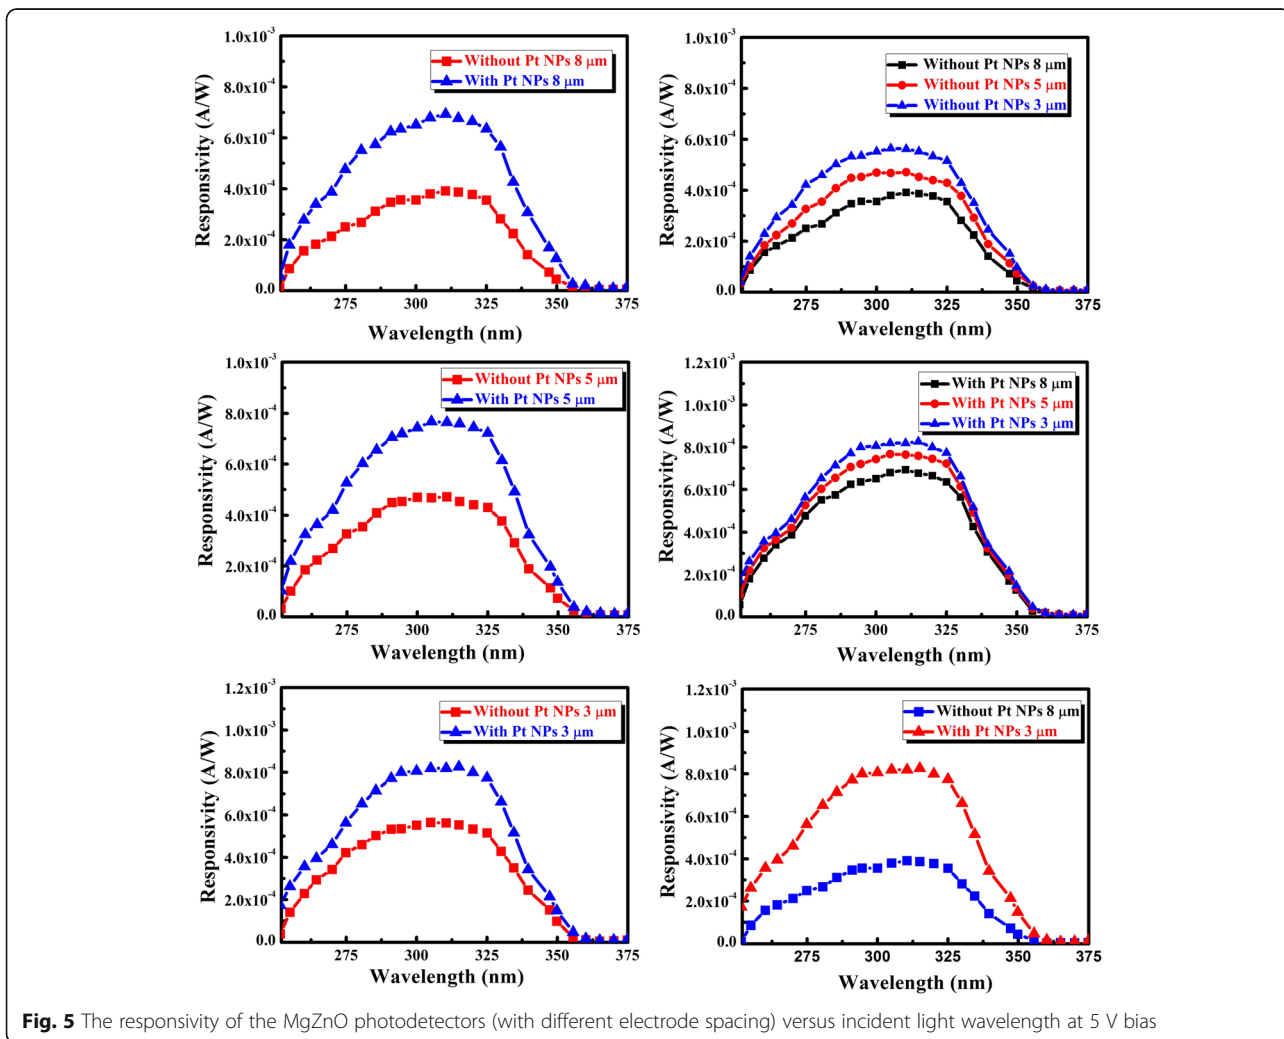 1.0x10-3
8.0x10-4
6.0x10-4
4.0x10-4
2.0x10-4
0.0
275 300 325 350 375
Responsivity (A/W)
Wavelength (nm)
Without Pt NPs 8 μm
With Pt NPs 8 μm
1.0x10-3
8.0x10-4
6.0x10-4
4.0x10-4
2.0x10-4
0.0
275 300 325 350 375
Responsivity (A/W)
Wavelength (nm)
Without Pt NPs 8 μm
Without Pt NPs 5 μm
Without Pt NPs 3 μm
1.0x10-3
8.0x10-4
6.0x10-4
4.0x10-4
2.0x10-4
0.0
275 300 325 350 375
Responsivity (A/W)
Wavelength (nm)
Without Pt NPs 5 μm
With Pt NPs 5 μm
1.2x10-3
1.0x10-3
8.0x10-4
6.0x10-4
4.0x10-4
2.0x10-4
0.0
275 300 325 350 375
Responsivity (A/W)
Wavelength (nm)
With Pt NPs 8 μm
With Pt NPs 5 μm
With Pt NPs 3 μm
1.2x10-3
1.0x10-3
8.0x10-4
6.0x10-4
4.0x10-4
2.0x10-4
0.0
275 300 325 350 375
Responsivity (A/W)
Wavelength (nm)
Without Pt NPs 3 μm
With Pt NPs 3 μm
1.2x10-3
1.0x10-3
8.0x10-4
6.0x10-4
4.0x10-4
2.0x10-4
0.0
275 300 325 350 375
Responsivity (A/W)
Wavelength (nm)
Without Pt NPs 8 μm
With Pt NPs 3 μm
Fig. 5 The responsivity of the MgZnO photodetectors (with different electrode spacing) versus incident light wavelength at 5 V bias